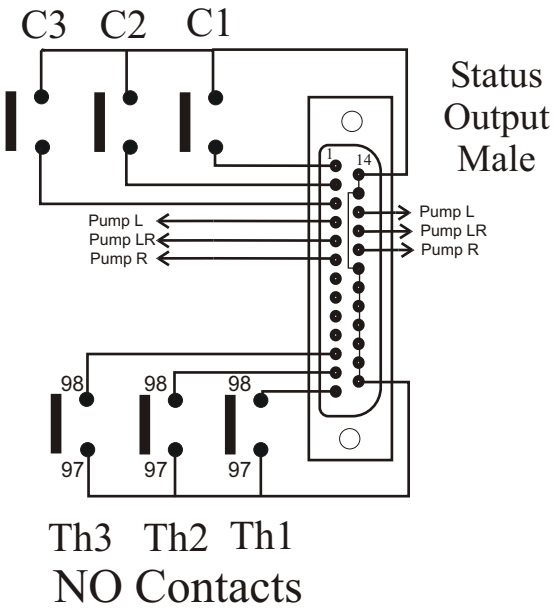 C3 C2 C1
Status
Output
Male
1 14
Pump L
Pump LR
Pump R
Pump L
Pump LR
Pump R
98 98 98
97 97 97
Th3 Th2 Th1
NO Contacts